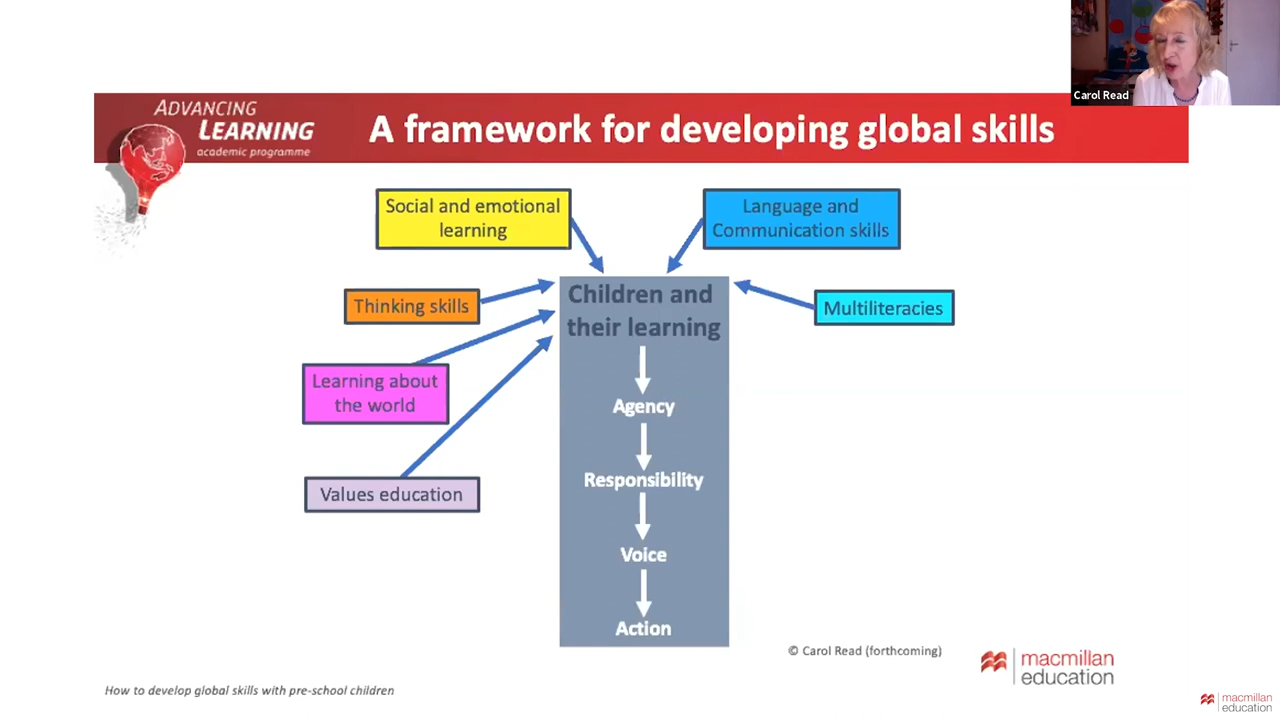 Carol Read
ADVANCING
LEARNING
academic programme
A framework for developing global skills
Social and emotional
learning
Language and
Communication skills
Thinking skills
Children and
their learning
Multiliteracies
Learning about
the world
Agency
Responsibility
Values education
Voice
Action
© Carol Read (forthcoming)
macmillan
education
How to develop global skills with pre-school children
macmillan
education